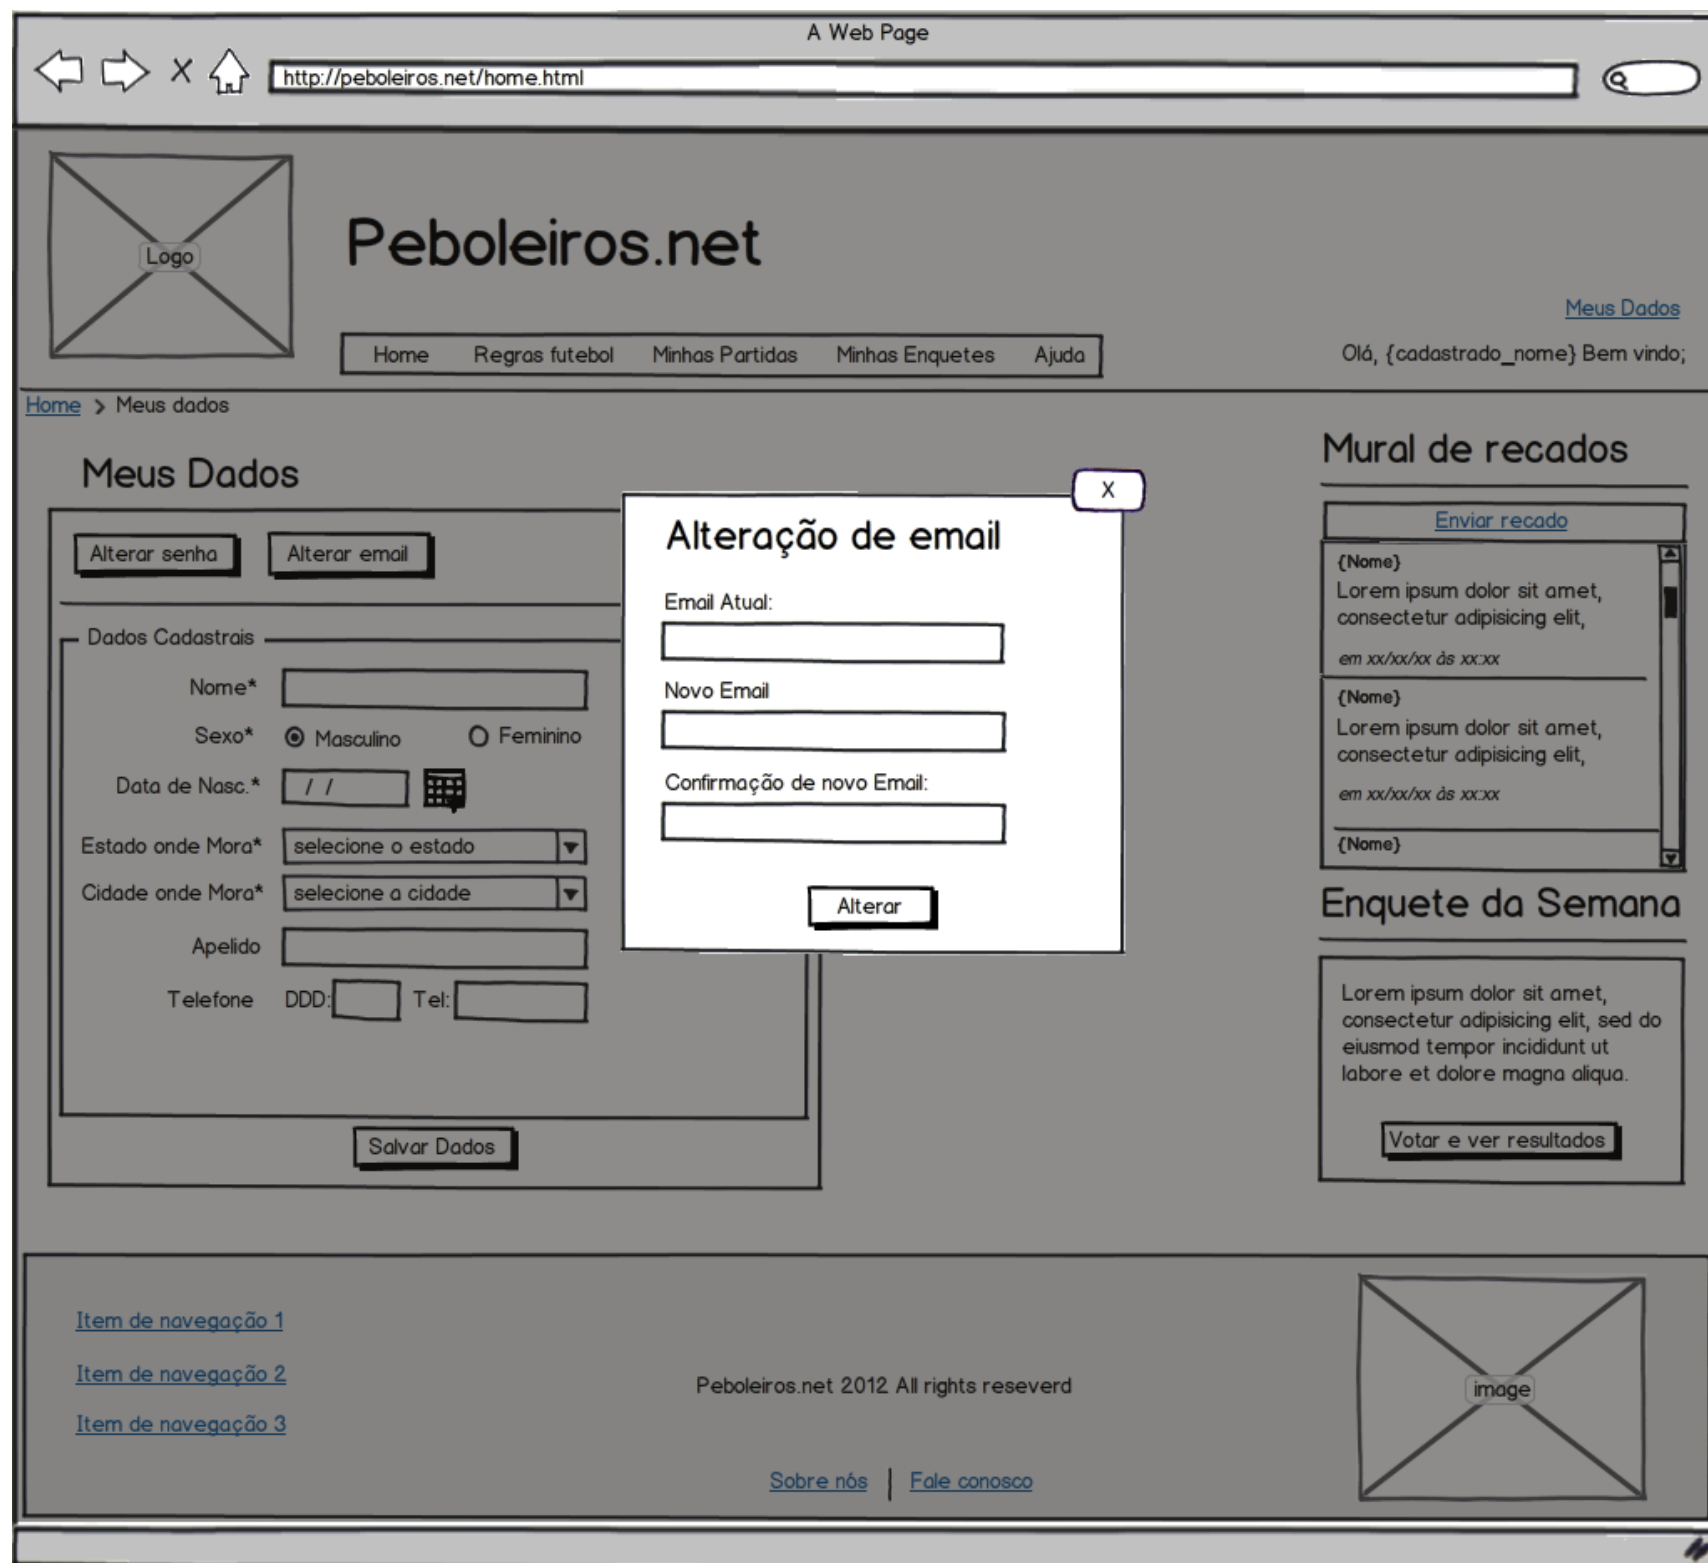 A Web Page
X
http://peboleiros.net/home.html
Logo
Peboleiros.net
Meus Dados
Home Regras futebol Minhas Partidas Minhas Enquetes Ajuda
Olá, {cadastrado_nome} Bem vindo;
Home > Meus dados
Meus Dados
Alterar senha Alterar email
Dados Cadastrais
Nome*
Sexo* Masculino Feminino
Data de Nasc.* / /
Estado onde Mora* selecione o estado
Cidade onde Mora* selecione a cidade
Apelido
Telefone DDD: Tel:
Salvar Dados
X
Alteração de email
Email Atual:
Novo Email
Confirmação de novo Email:
Alterar
Mural de recados
Enviar recado
{Nome}
Lorem ipsum dolor sit amet,
consectetur adipisicing elit,
em xx/xx/xx às xx:xx
{Nome}
Lorem ipsum dolor sit amet,
consectetur adipisicing elit,
em xx/xx/xx às xx:xx
{Nome}
Enquete da Semana
Lorem ipsum dolor sit amet,
consectetur adipisicing elit, sed do
eiusmod tempor incididunt ut
labore et dolore magna aliqua.
Votar e ver resultados
Item de navegação 1
Item de navegação 2
Item de navegação 3
Peboleiros.net 2012 All rights reseverd
Sobre nós | Fale conosco
image